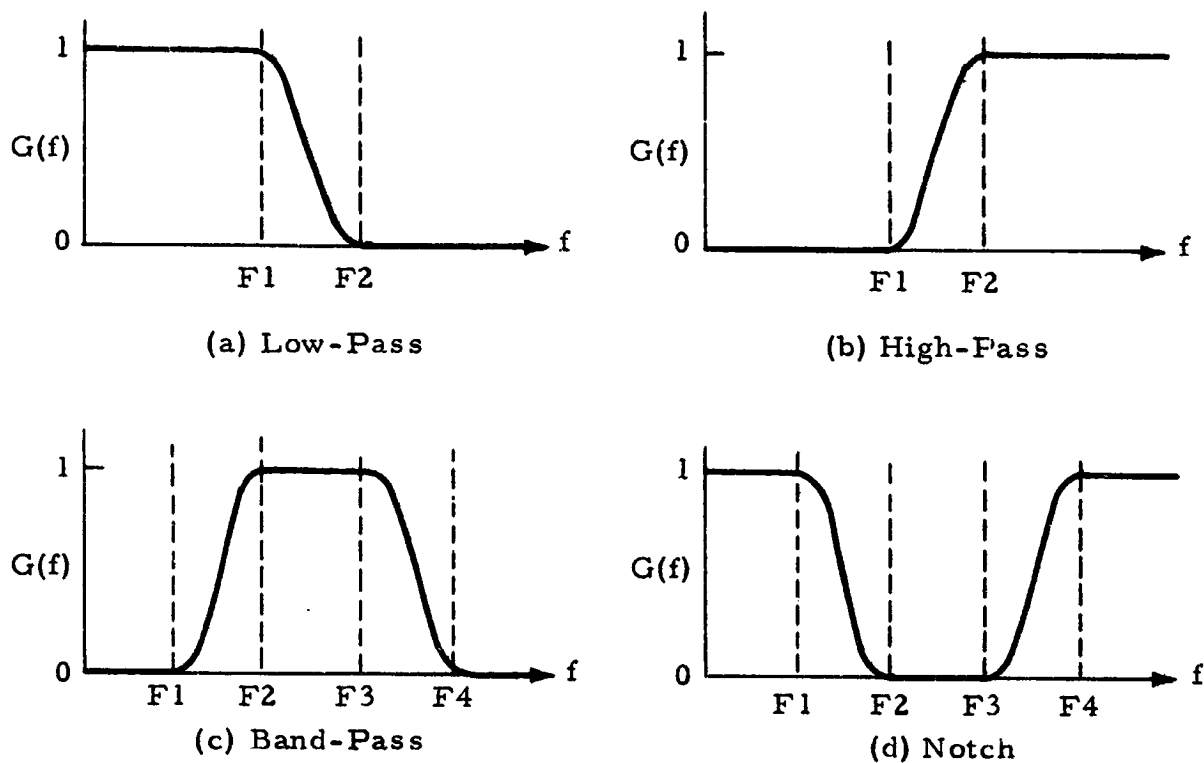 1
G(f)
0
F1 F2
f
(a) Low-Pass
1
G(f)
0
F1 F2
f
(b) High-Pass
1
G(f)
0
F1 F2 F3 F4
f
(c) Band-Pass
1
G(f)
0
F1 F2 F3 F4
f
(d) Notch